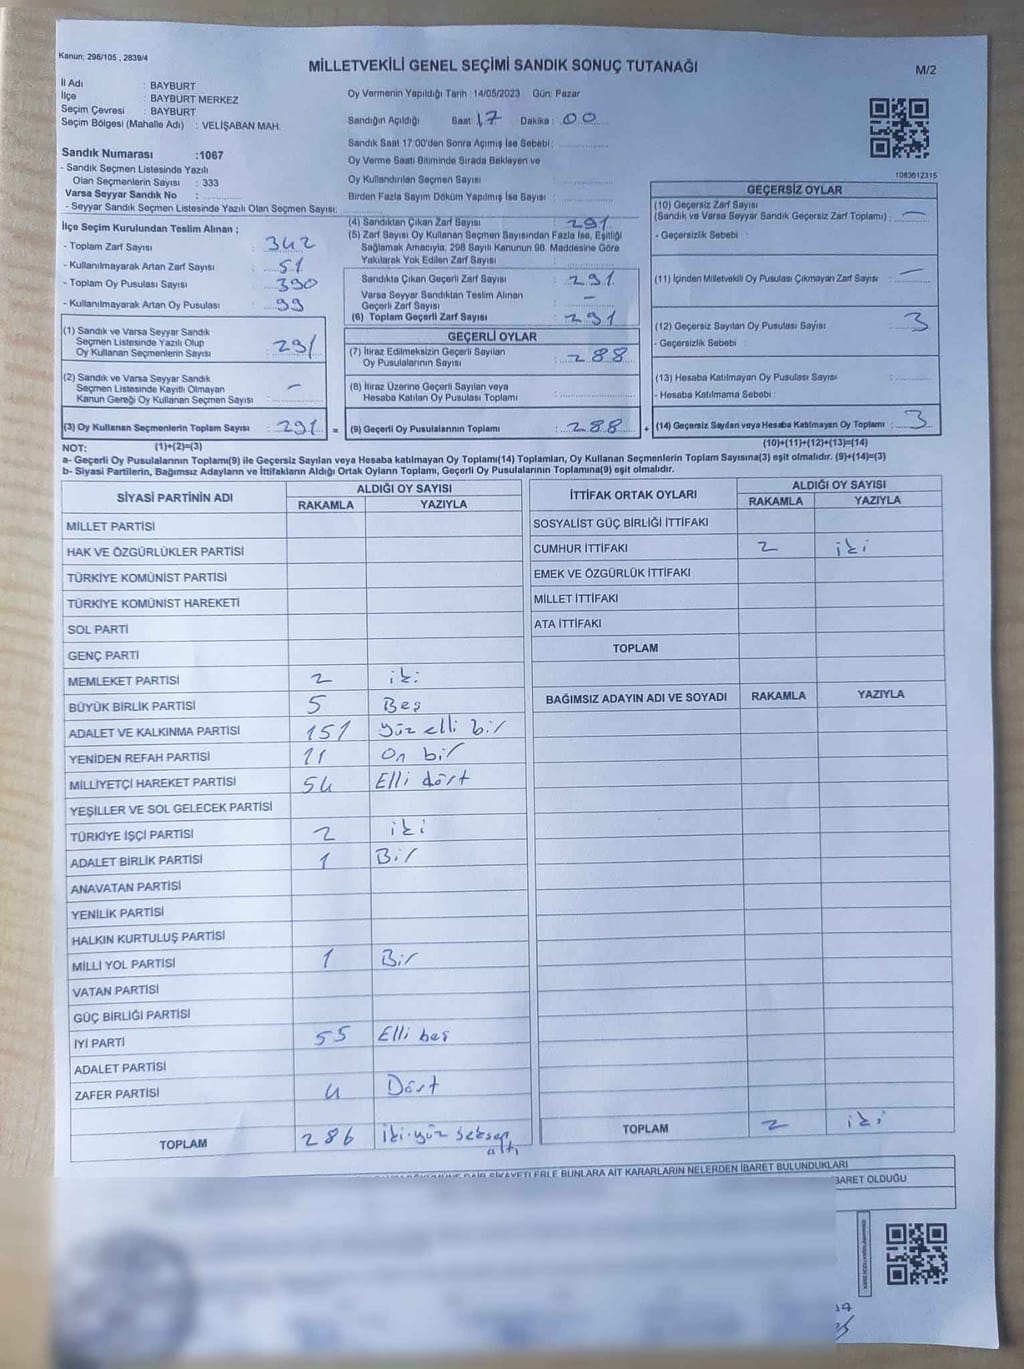 Kanun; 298/105 , 2839/4
MİLLETVEKİLİ GENEL SEÇİMİ SANDIK SONUÇ TUTANAĞI
M/2
İl Adı : BAYBURT
İlçe : BAYBURT MERKEZ
Seçim Çevresi : BAYBURT
Seçim Bölgesi (Mahalle Adı) : VELİŞABAN MAH.
Oy Vermenin Yapıldığı Tarih : 14/05/2023 Gün: Pazar
Sandığın Açıldığı Saat: 17 Dakika: 00
Sandık Saat 17:00'den Sonra Açımış İse Sebebi :
Oy Verme Saati Bitiminde Sırada Bekleyen ve
Oy Kullandırılan Seçmen Sayısı :
Birden Fazla Sayım Döküm Yapılmış İse Sayısı :
Sandık Numarası :1067
- Sandık Seçmen Listesinde Yazılı
Olan Seçmenlerin Sayısı : 333
Varsa Seyyar Sandık No :
- Seyyar Sandık Seçmen Listesinde Yazılı Olan Seçmen Sayısı:
1063612315
İlçe Seçim Kurulundan Teslim Alınan ;
- Toplam Zarf Sayısı : 342
- Kullanılmayarak Artan Zarf Sayısı : 51
- Toplam Oy Pusulası Sayısı : 390
- Kullanılmayarak Artan Oy Pusulası : 99
(1) Sandık ve Varsa Seyyar Sandık
Seçmen Listesinde Yazılı Olup
Oy Kullanan Seçmenlerin Sayısı : 291
(2) Sandık ve Varsa Seyyar Sandık
Seçmen Listesinde Kayıtlı Olmayan
Kanun Gereği Oy Kullanan Seçmen Sayısı : –
(3) Oy Kullanan Seçmenlerin Toplam Sayısı : 291 =
(4) Sandıktan Çıkan Zarf Sayısı : 291
(5) Zarf Sayısı Oy Kullanan Seçmen Sayısından Fazla İse, Eşitliği
Sağlamak Amacıyla, 298 Sayılı Kanunun 98. Maddesine Göre
Yakılarak Yok Edilen Zarf Sayısı :
Sandıkta Çıkan Geçerli Zarf Sayısı : 291
Varsa Seyyar Sandıktan Teslim Alınan
Geçerli Zarf Sayısı : –
(6) Toplam Geçerli Zarf Sayısı : 291
GEÇERLİ OYLAR
(7) İtiraz Edilmeksizin Geçerli Sayılan
Oy Pusulalarının Sayısı : 288
(8) İtiraz Üzerine Geçerli Sayılan veya
Hesaba Katılan Oy Pusulası Toplamı :
(9) Geçerli Oy Pusulalarının Toplamı : 288 +
GEÇERSİZ OYLAR
(10) Geçersiz Zarf Sayısı
(Sandık ve Varsa Seyyar Sandık Geçersiz Zarf Toplamı) : –
- Geçersizlik Sebebi :
(11) İçinden Milletvekili Oy Pusulası Çıkmayan Zarf Sayısı : –
(12) Geçersiz Sayılan Oy Pusulası Sayısı : 3
- Geçersizlik Sebebi :
(13) Hesaba Katılmayan Oy Pusulası Sayısı :
- Hesaba Katılmama Sebebi :
(14) Geçersiz Sayılan veya Hesaba Katılmayan Oy Toplamı : 3
NOT: (1)+(2)=(3) (10)+(11)+(12)+(13)=(14)
a- Geçerli Oy Pusulalarının Toplamı(9) ile Geçersiz Sayılan veya Hesaba katılmayan Oy Toplamı(14) Toplamları, Oy Kullanan Seçmenlerin Toplam Sayısına(3) eşit olmalıdır. (9)+(14)=(3)
b- Siyasi Partilerin, Bağımsız Adayların ve İttifakların Aldığı Ortak Oyların Toplamı, Geçerli Oy Pusulalarının Toplamına(9) eşit olmalıdır.
SİYASİ PARTİNİN ADI
ALDIĞI OY SAYISI
RAKAMLA YAZIYLA
MİLLET PARTİSİ
HAK VE ÖZGÜRLÜKLER PARTİSİ
TÜRKİYE KOMÜNİST PARTİSİ
TÜRKİYE KOMÜNİST HAREKETİ
SOL PARTİ
GENÇ PARTİ
MEMLEKET PARTİSİ 2 iki
BÜYÜK BİRLİK PARTİSİ 5 Beş
ADALET VE KALKINMA PARTİSİ 151 Yüz elli bir
YENİDEN REFAH PARTİSİ 11 On bir
MİLLİYETÇİ HAREKET PARTİSİ 54 Elli dört
YEŞİLLER VE SOL GELECEK PARTİSİ
TÜRKİYE İŞÇİ PARTİSİ 2 iki
ADALET BİRLİK PARTİSİ 1 Bir
ANAVATAN PARTİSİ
YENİLİK PARTİSİ
HALKIN KURTULUŞ PARTİSİ
MİLLİ YOL PARTİSİ 1 Bir
VATAN PARTİSİ
GÜÇ BİRLİĞİ PARTİSİ
İYİ PARTİ 55 Elli beş
ADALET PARTİSİ
ZAFER PARTİSİ 4 Dört
TOPLAM 286 iki yüz seksen altı
İTTİFAK ORTAK OYLARI
ALDIĞI OY SAYISI
RAKAMLA YAZIYLA
SOSYALİST GÜÇ BİRLİĞİ İTTİFAKI
CUMHUR İTTİFAKI 2 iki
EMEK VE ÖZGÜRLÜK İTTİFAKI
MİLLET İTTİFAKI
ATA İTTİFAKI
TOPLAM
BAĞIMSIZ ADAYIN ADI VE SOYADI RAKAMLA YAZIYLA
TOPLAM 2 iki
ŞİKAYETLERLE BUNLARA AİT KARARLARIN NELERDEN İBARET BULUNDUKLARI
İBARET OLDUĞU